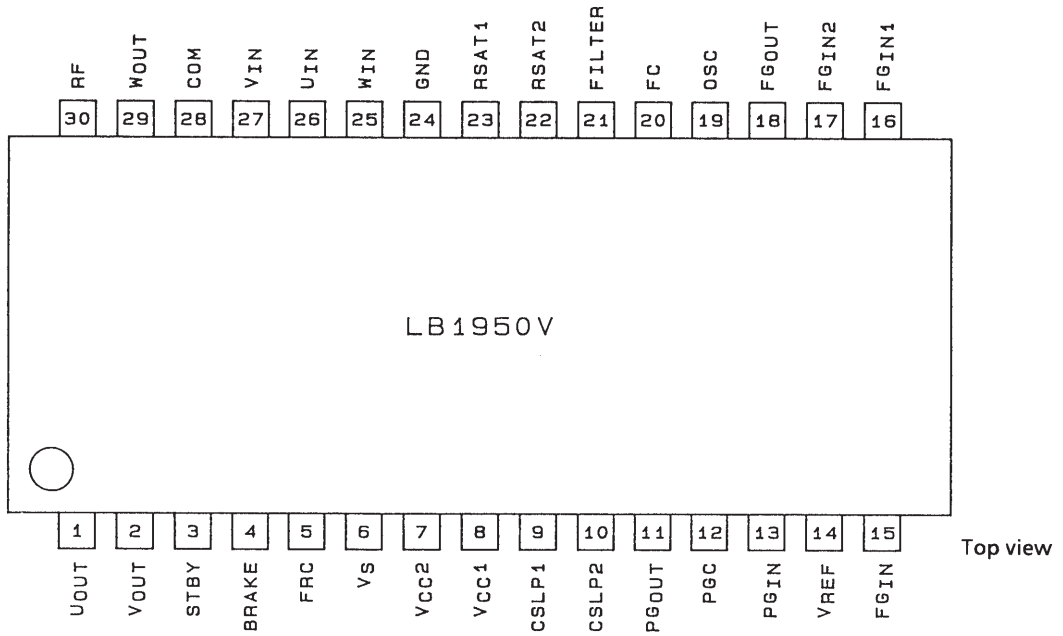 RF WOUT COM VIN UIN WIN GND RSAT1 RSAT2 FILTER FC OSC FGOUT FGIN2 FGIN1
30 29 28 27 26 25 24 23 22 21 20 19 18 17 16
LB1950V
1 2 3 4 5 6 7 8 9 10 11 12 13 14 15
Top view
UOUT VOUT STBY BRAKE FRC VS VCC2 VCC1 CSLP1 CSLP2 PGOUT PGC PGIN VREF FGIN